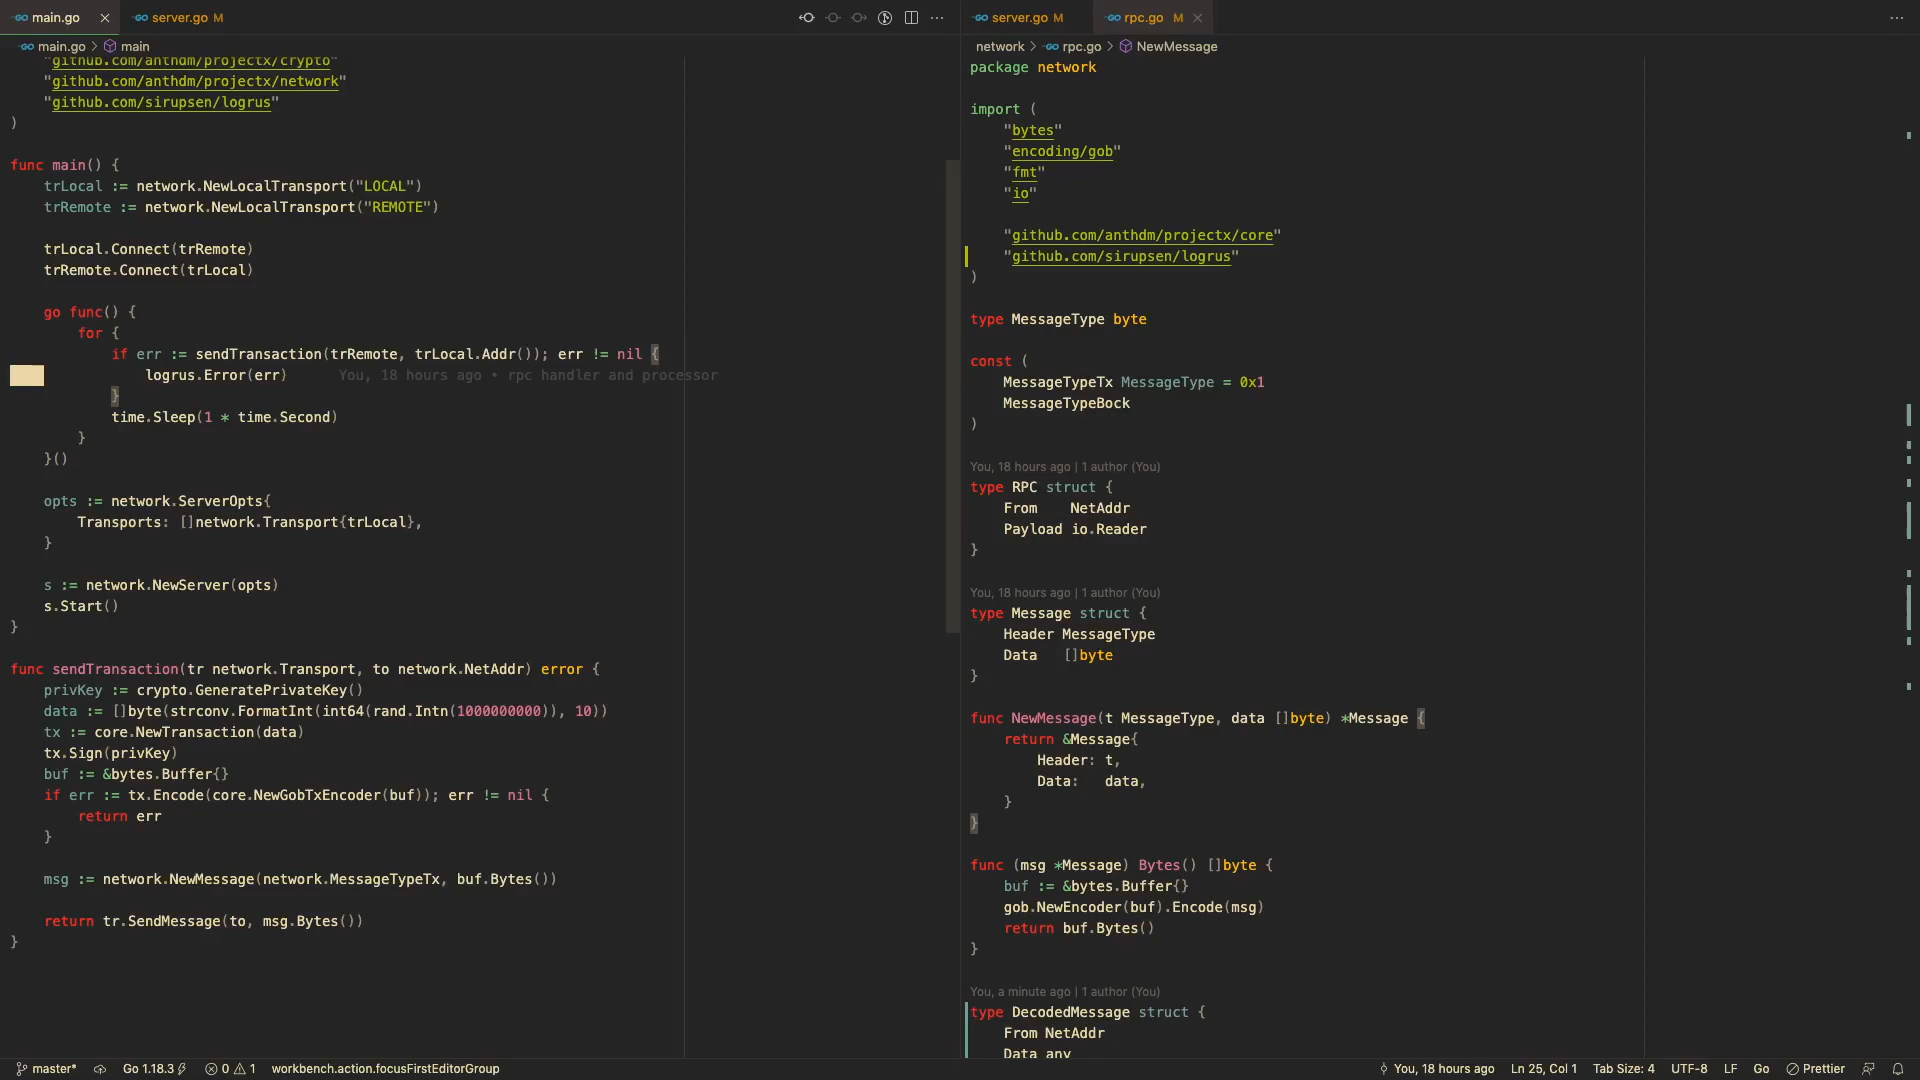 main.go
server.go M
server.go M
rpc.go M
main.go > main
network > rpc.go > NewMessage
"github.com/anthdm/projectx/crypto"
"github.com/anthdm/projectx/network"
"github.com/sirupsen/logrus"
)
func main() {
trLocal := network.NewLocalTransport("LOCAL")
trRemote := network.NewLocalTransport("REMOTE")
trLocal.Connect(trRemote)
trRemote.Connect(trLocal)
go func() {
for {
if err := sendTransaction(trRemote, trLocal.Addr()); err != nil {
logrus.Error(err) You, 18 hours ago • rpc handler and processor
}
time.Sleep(1 * time.Second)
}
}()
opts := network.ServerOpts{
Transports: []network.Transport{trLocal},
}
s := network.NewServer(opts)
s.Start()
}
func sendTransaction(tr network.Transport, to network.NetAddr) error {
privKey := crypto.GeneratePrivateKey()
data := []byte(strconv.FormatInt(int64(rand.Intn(1000000000)), 10))
tx := core.NewTransaction(data)
tx.Sign(privKey)
buf := &bytes.Buffer{}
if err := tx.Encode(core.NewGobTxEncoder(buf)); err != nil {
return err
}
msg := network.NewMessage(network.MessageTypeTx, buf.Bytes())
return tr.SendMessage(to, msg.Bytes())
}
package network
import (
"bytes"
"encoding/gob"
"fmt"
"io"
"github.com/anthdm/projectx/core"
"github.com/sirupsen/logrus"
)
type MessageType byte
const (
MessageTypeTx MessageType = 0x1
MessageTypeBock
)
You, 18 hours ago | 1 author (You)
type RPC struct {
From NetAddr
Payload io.Reader
}
You, 18 hours ago | 1 author (You)
type Message struct {
Header MessageType
Data []byte
}
func NewMessage(t MessageType, data []byte) *Message {
return &Message{
Header: t,
Data: data,
}
}
func (msg *Message) Bytes() []byte {
buf := &bytes.Buffer{}
gob.NewEncoder(buf).Encode(msg)
return buf.Bytes()
}
You, a minute ago | 1 author (You)
type DecodedMessage struct {
From NetAddr
Data any
master* Go 1.18.3 0 1 workbench.action.focusFirstEditorGroup
You, 18 hours ago Ln 25, Col 1 Tab Size: 4 UTF-8 LF Go Prettier